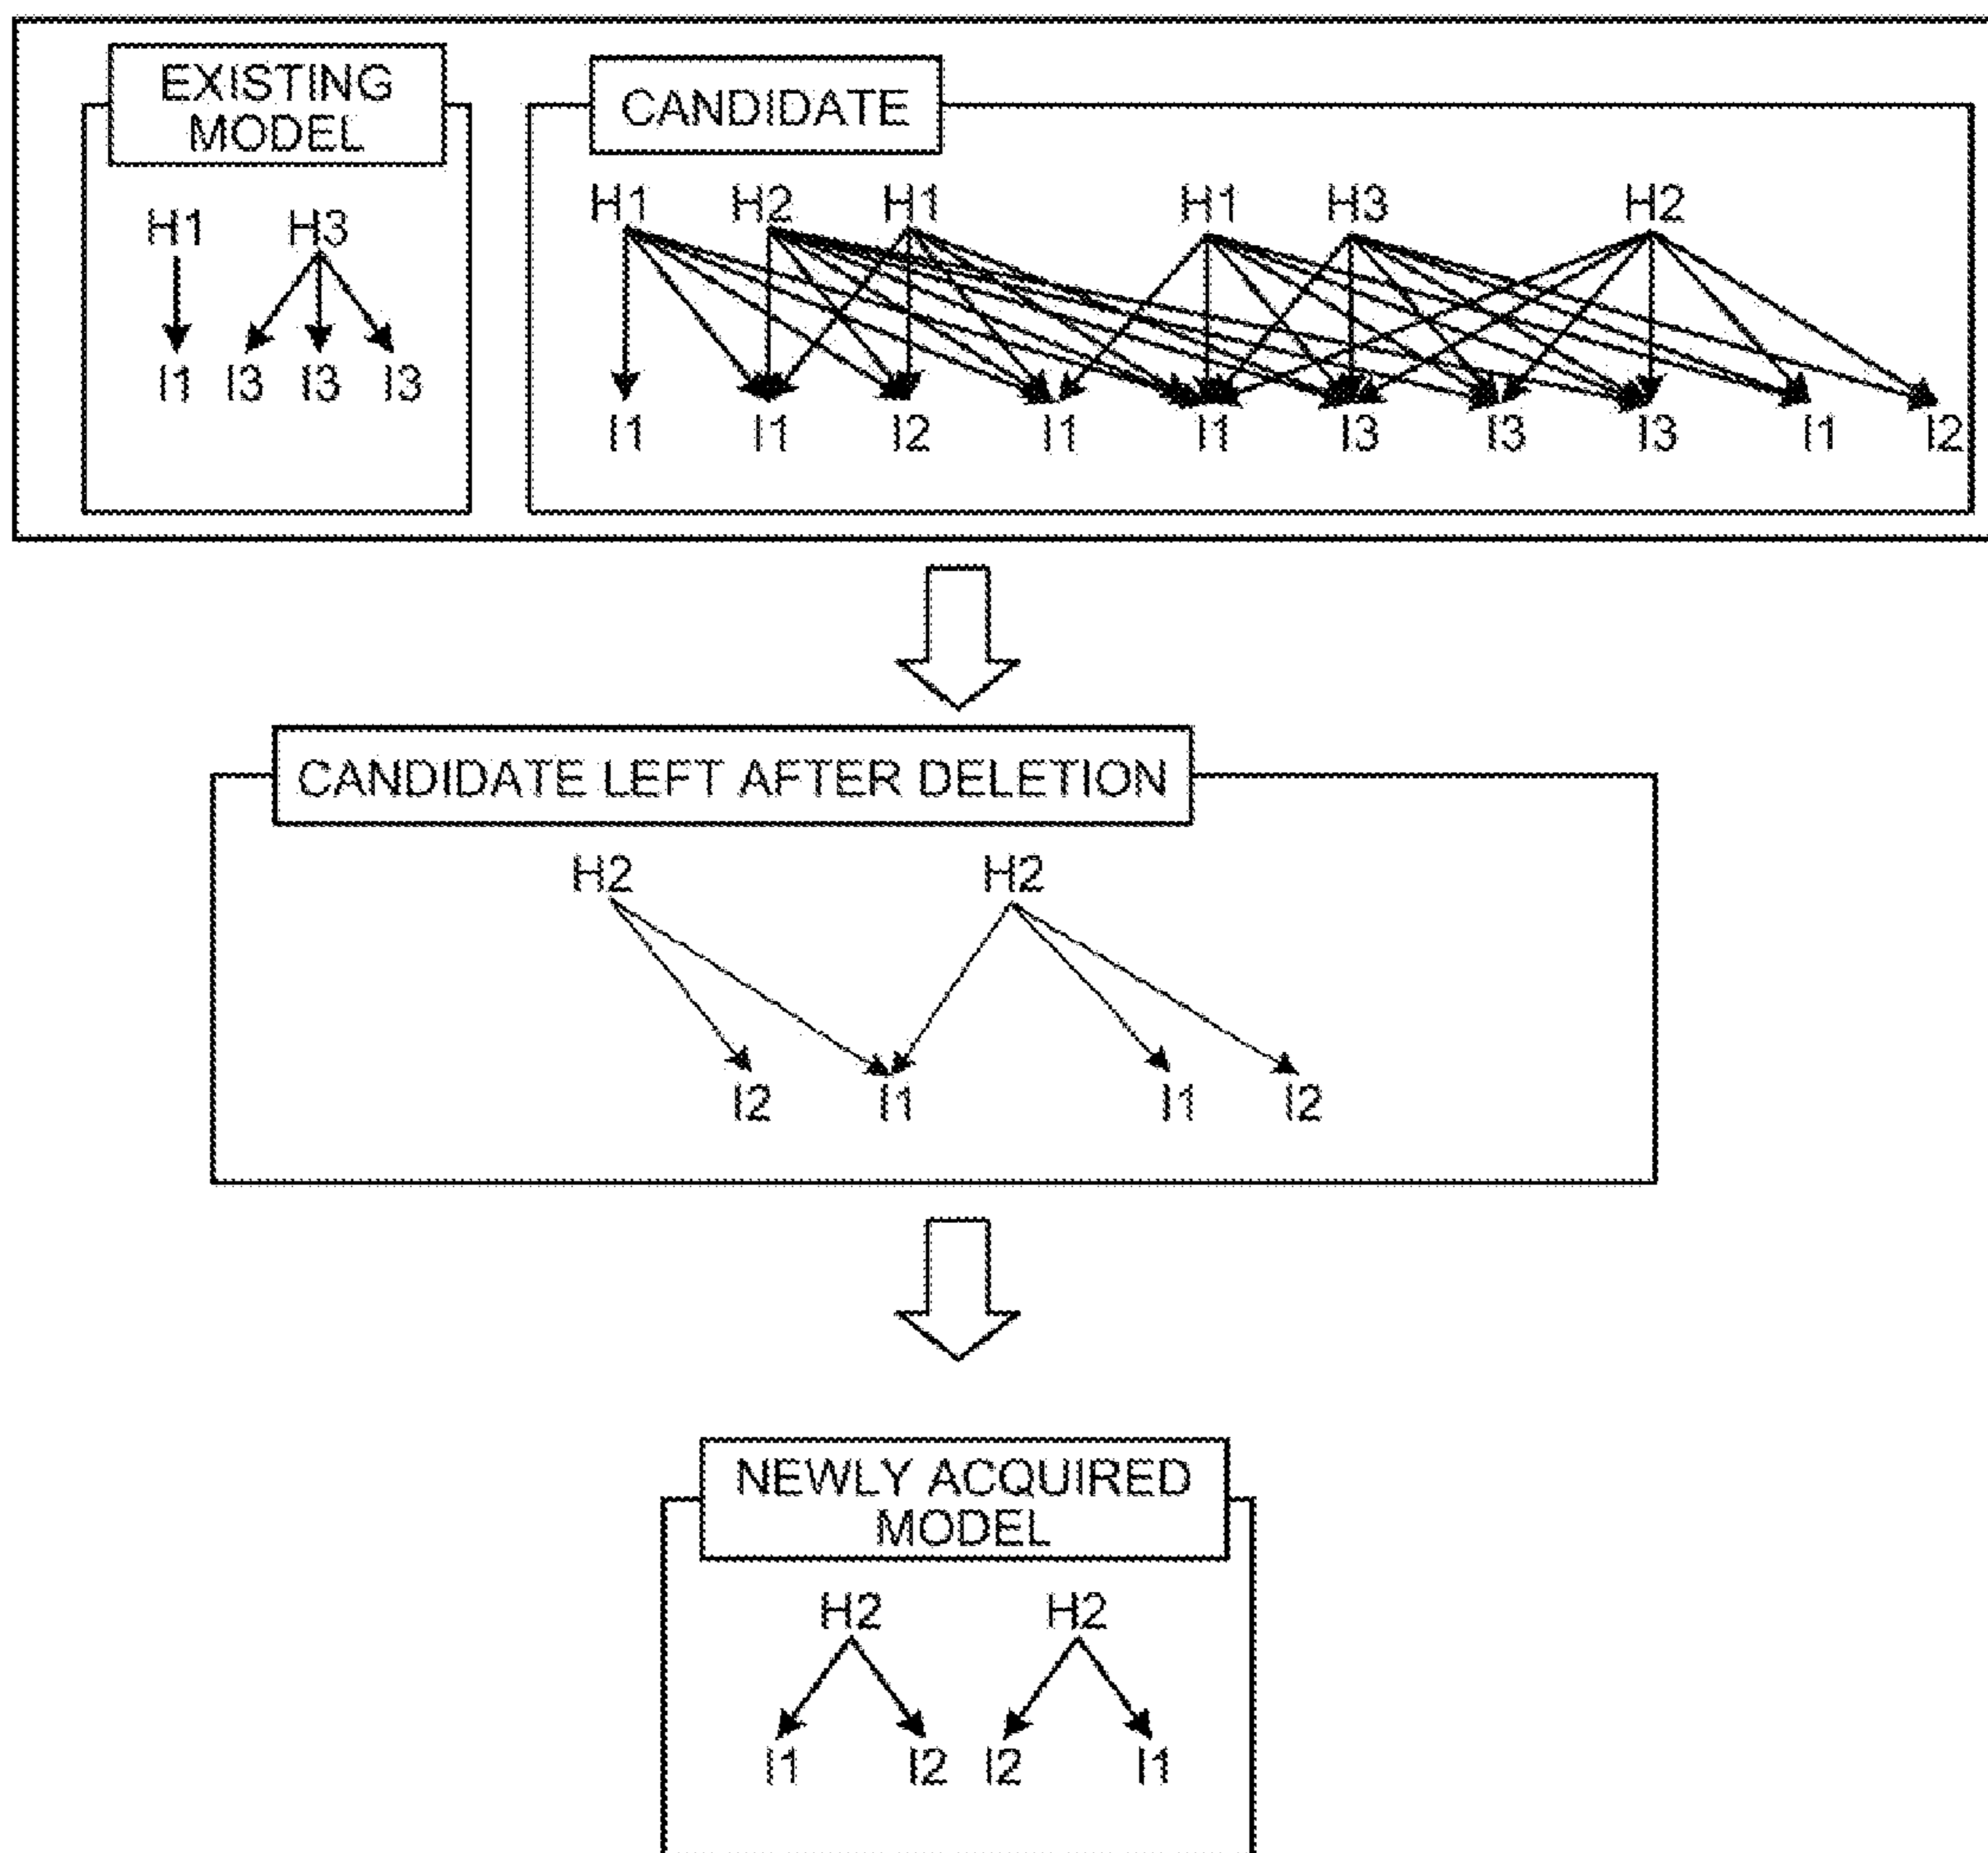 EXISTING
MODEL
CANDIDATE
H1 H3
I1 I3 I3 I3
H1 H2 H1 H1 H3 H2
I1 I1 I2 I1 I1 I3 I3 I3 I1 I2
CANDIDATE LEFT AFTER DELETION
H2 H2
I2 I1 I1 I2
NEWLY ACQUIRED
MODEL
H2 H2
I1 I2 I2 I1